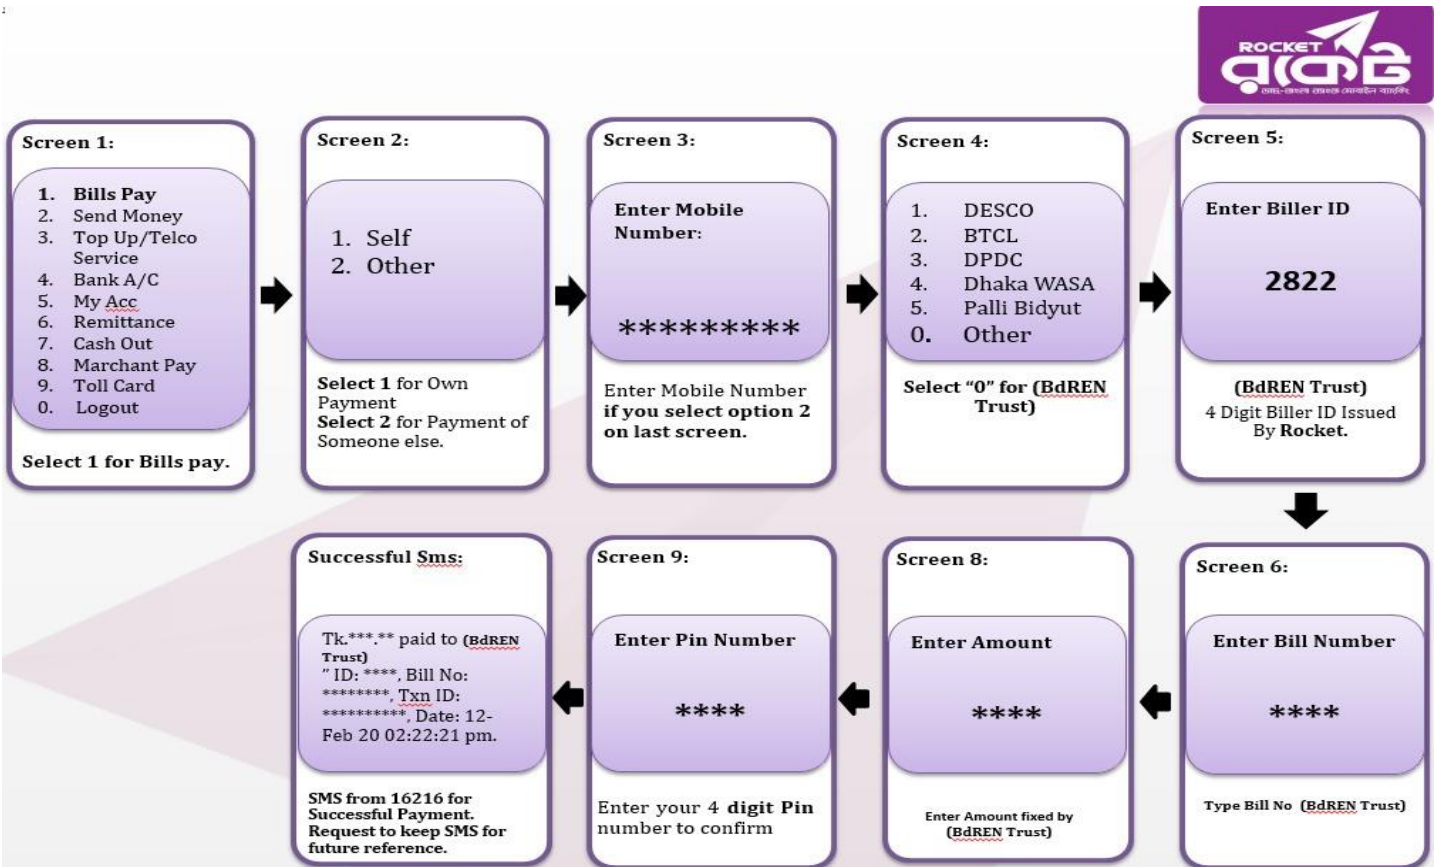 ROCKET
রকেট
ডাচ্-বাংলা ব্যাংক মোবাইল ব্যাংকিং
Screen 1:
1. Bills Pay
2. Send Money
3. Top Up/Telco
Service
4. Bank A/C
5. My Acc
6. Remittance
7. Cash Out
8. Marchant Pay
9. Toll Card
0. Logout
Select 1 for Bills pay.
Screen 2:
1. Self
2. Other
Select 1 for Own
Payment
Select 2 for Payment of
Someone else.
Screen 3:
Enter Mobile
Number:
*********
Enter Mobile Number
if you select option 2
on last screen.
Screen 4:
1. DESCO
2. BTCL
3. DPDC
4. Dhaka WASA
5. Palli Bidyut
0. Other
Select “0” for (BdREN
Trust)
Screen 5:
Enter Biller ID
2822
(BdREN Trust)
4 Digit Biller ID Issued
By Rocket.
Screen 6:
Enter Bill Number
****
Type Bill No (BdREN Trust)
Screen 8:
Enter Amount
****
Enter Amount fixed by
(BdREN Trust)
Screen 9:
Enter Pin Number
****
Enter your 4 digit Pin
number to confirm
Successful Sms:
Tk.***.** paid to (BdREN
Trust)
” ID: ****, Bill No:
********, Txn ID:
**********, Date: 12-
Feb 20 02:22:21 pm.
SMS from 16216 for
Successful Payment.
Request to keep SMS for
future reference.